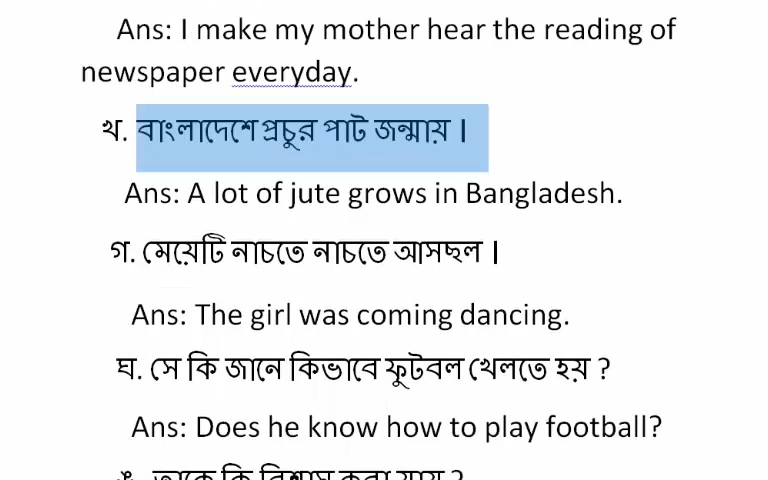 Ans: I make my mother hear the reading of
newspaper everyday.
খ. বাংলাদেশে প্রচুর পাট জন্মায় ।
Ans: A lot of jute grows in Bangladesh.
গ. মেয়েটি নাচতে নাচতে আসছল ।
Ans: The girl was coming dancing.
ঘ. সে কি জানে কিভাবে ফুটবল খেলতে হয় ?
Ans: Does he know how to play football?
ঙ. তাকে কি বিশ্বাস করা যায় ?